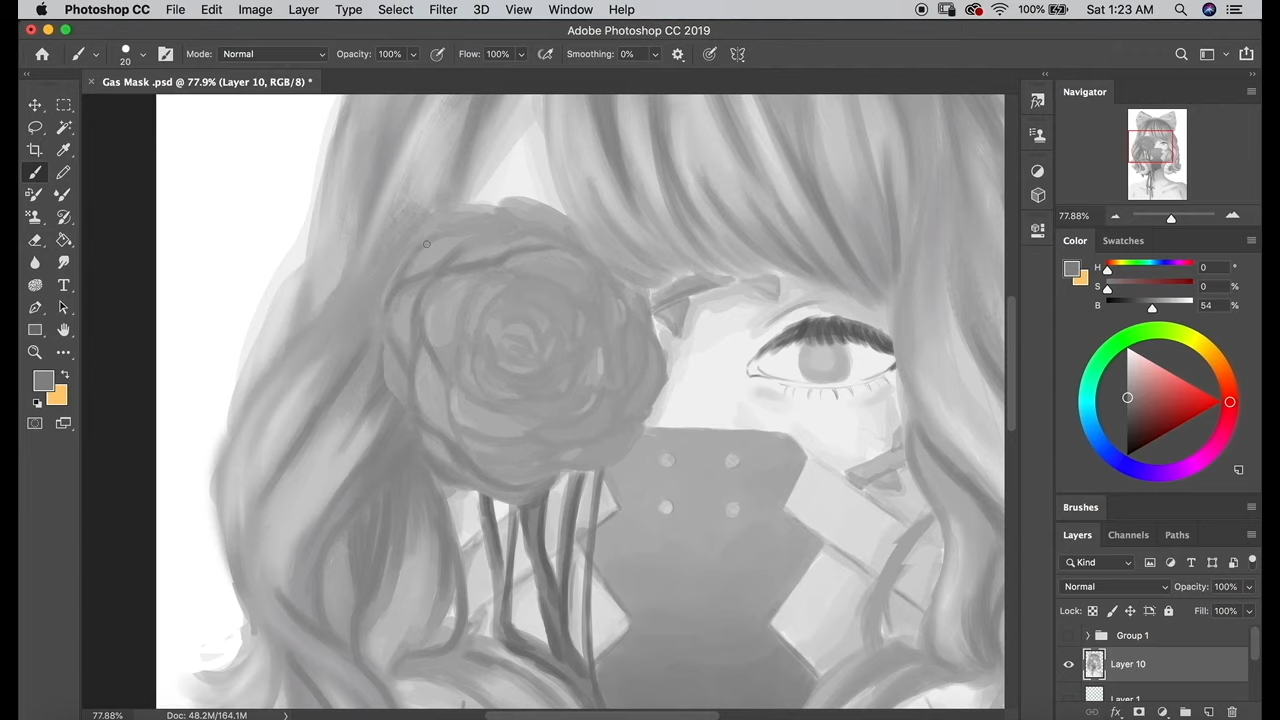 Photoshop CC File Edit Image Layer Type Select Filter 3D View Window Help 100% Sat 1:23 AM
Adobe Photoshop CC 2019
20 Mode: Normal Opacity: 100% Flow: 100% Smoothing: 0%
Gas Mask .psd @ 77.9% (Layer 10, RGB/8) *
Navigator
77.88%
Color Swatches
H 0 °
S 0 %
B 54 %
Brushes
Layers Channels Paths
Kind
Normal Opacity: 100%
Lock: Fill: 100%
Group 1
Layer 10
Layer 1
77.88% Doc: 48.2M/164.1M